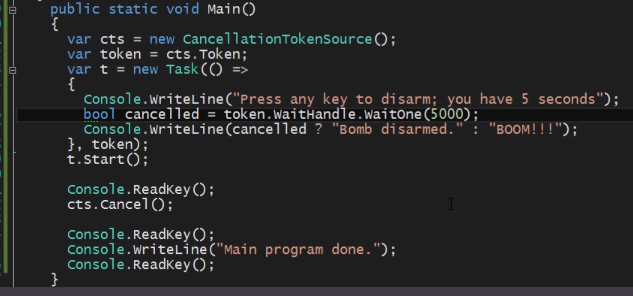 public static void Main()
{
var cts = new CancellationTokenSource();
var token = cts.Token;
var t = new Task(() =>
{
Console.WriteLine("Press any key to disarm; you have 5 seconds");
bool cancelled = token.WaitHandle.WaitOne(5000);
Console.WriteLine(cancelled ? "Bomb disarmed." : "BOOM!!!");
}, token);
t.Start();
Console.ReadKey();
cts.Cancel();
Console.ReadKey();
Console.WriteLine("Main program done.");
Console.ReadKey();
}